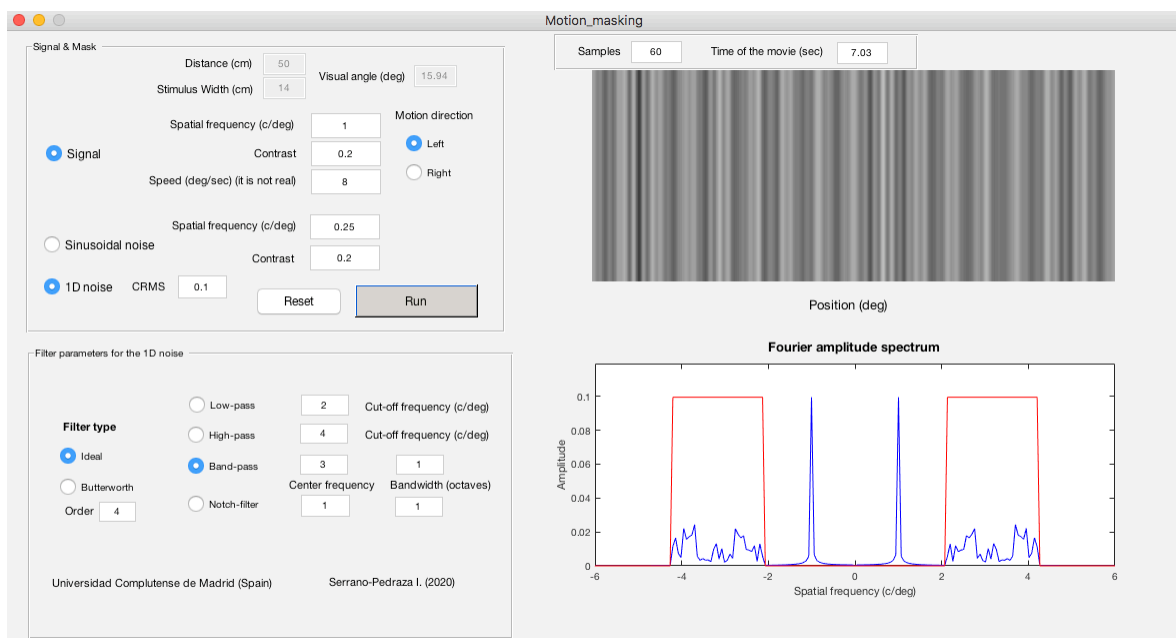 Motion_masking
Signal & Mask
Distance (cm) 50
Stimulus Width (cm) 14
Visual angle (deg) 15.94
Spatial frequency (c/deg) 1
Contrast 0.2
Speed (deg/sec) (it is not real) 8
Motion direction
Left
Right
Signal
Spatial frequency (c/deg) 0.25
Sinusoidal noise
Contrast 0.2
1D noise CRMS 0.1
Reset Run
Filter parameters for the 1D noise
Filter type
Ideal
Butterworth
Order 4
Low-pass 2 Cut-off frequency (c/deg)
High-pass 4 Cut-off frequency (c/deg)
Band-pass 3 1
Center frequency Bandwidth (octaves)
Notch-filter 1 1
Universidad Complutense de Madrid (Spain) Serrano-Pedraza I. (2020)
Samples 60 Time of the movie (sec) 7.03
Position (deg)
Fourier amplitude spectrum
Amplitude
0.1
0.08
0.06
0.04
0.02
0
-6 -4 -2 0 2 4 6
Spatial frequency (c/deg)